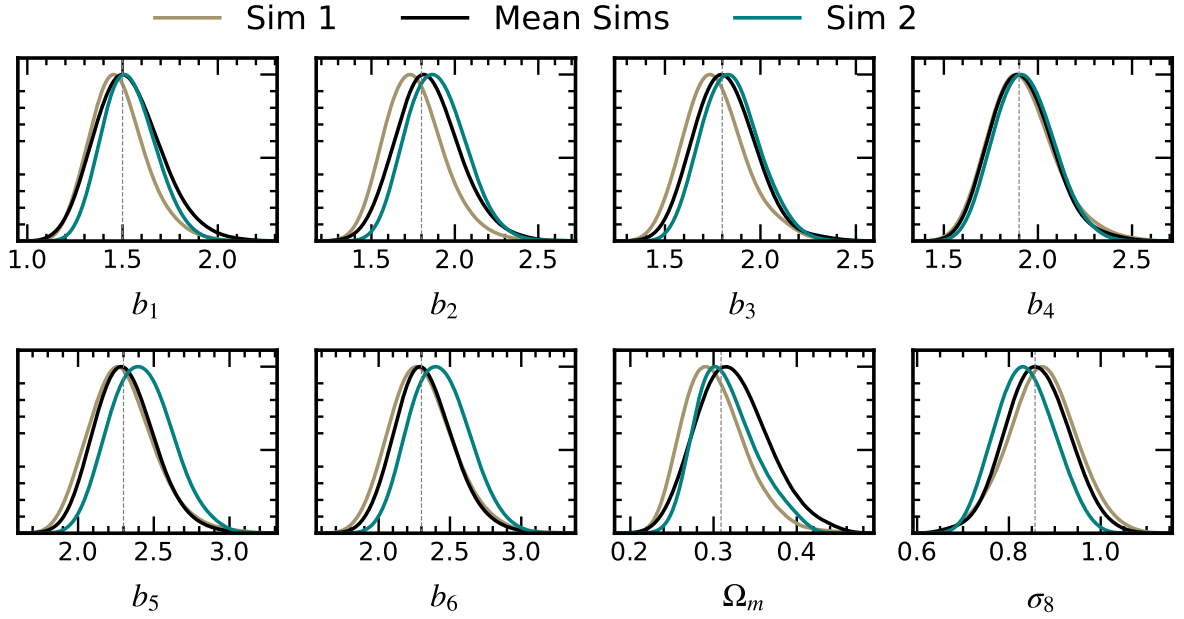 Sim 1 Mean Sims Sim 2
1.0 1.5 2.0 1.5 2.0 2.5 1.5 2.0 2.5 1.5 2.0 2.5
b₁ b₂ b₃ b₄
2.0 2.5 3.0 2.0 2.5 3.0 0.2 0.3 0.4 0.6 0.8 1.0
b₅ b₆ Ωₘ σ₈